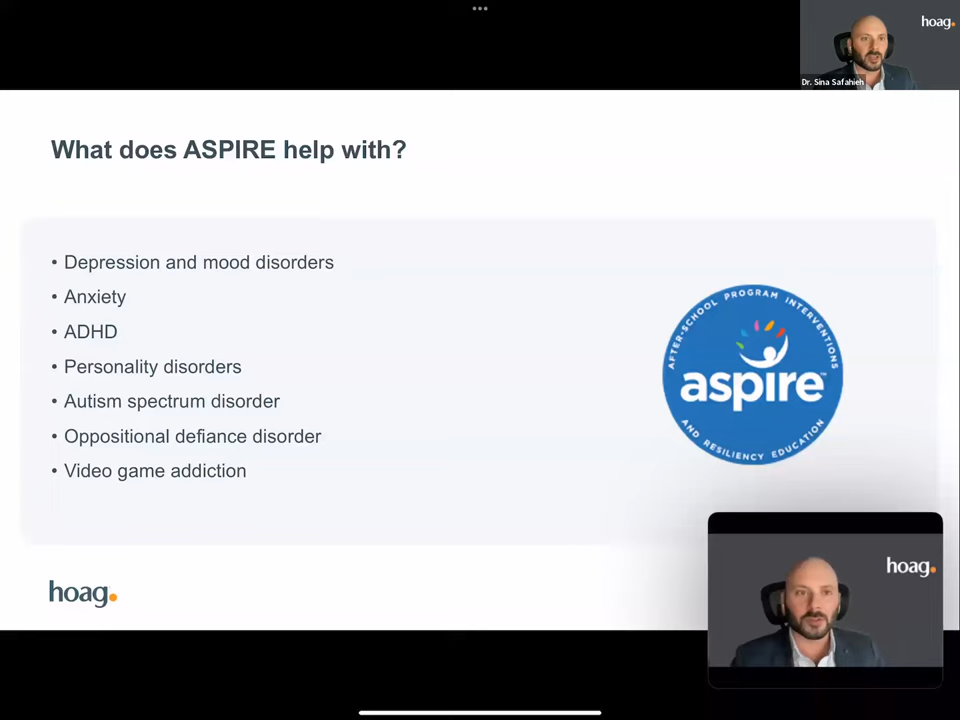 hoag.
Dr. Sina Safahieh
What does ASPIRE help with?
• Depression and mood disorders
• Anxiety
• ADHD
• Personality disorders
• Autism spectrum disorder
• Oppositional defiance disorder
• Video game addiction
AFTER-SCHOOL PROGRAM INTERVENTIONS
aspire™
AND RESILIENCY EDUCATION
hoag.
hoag.